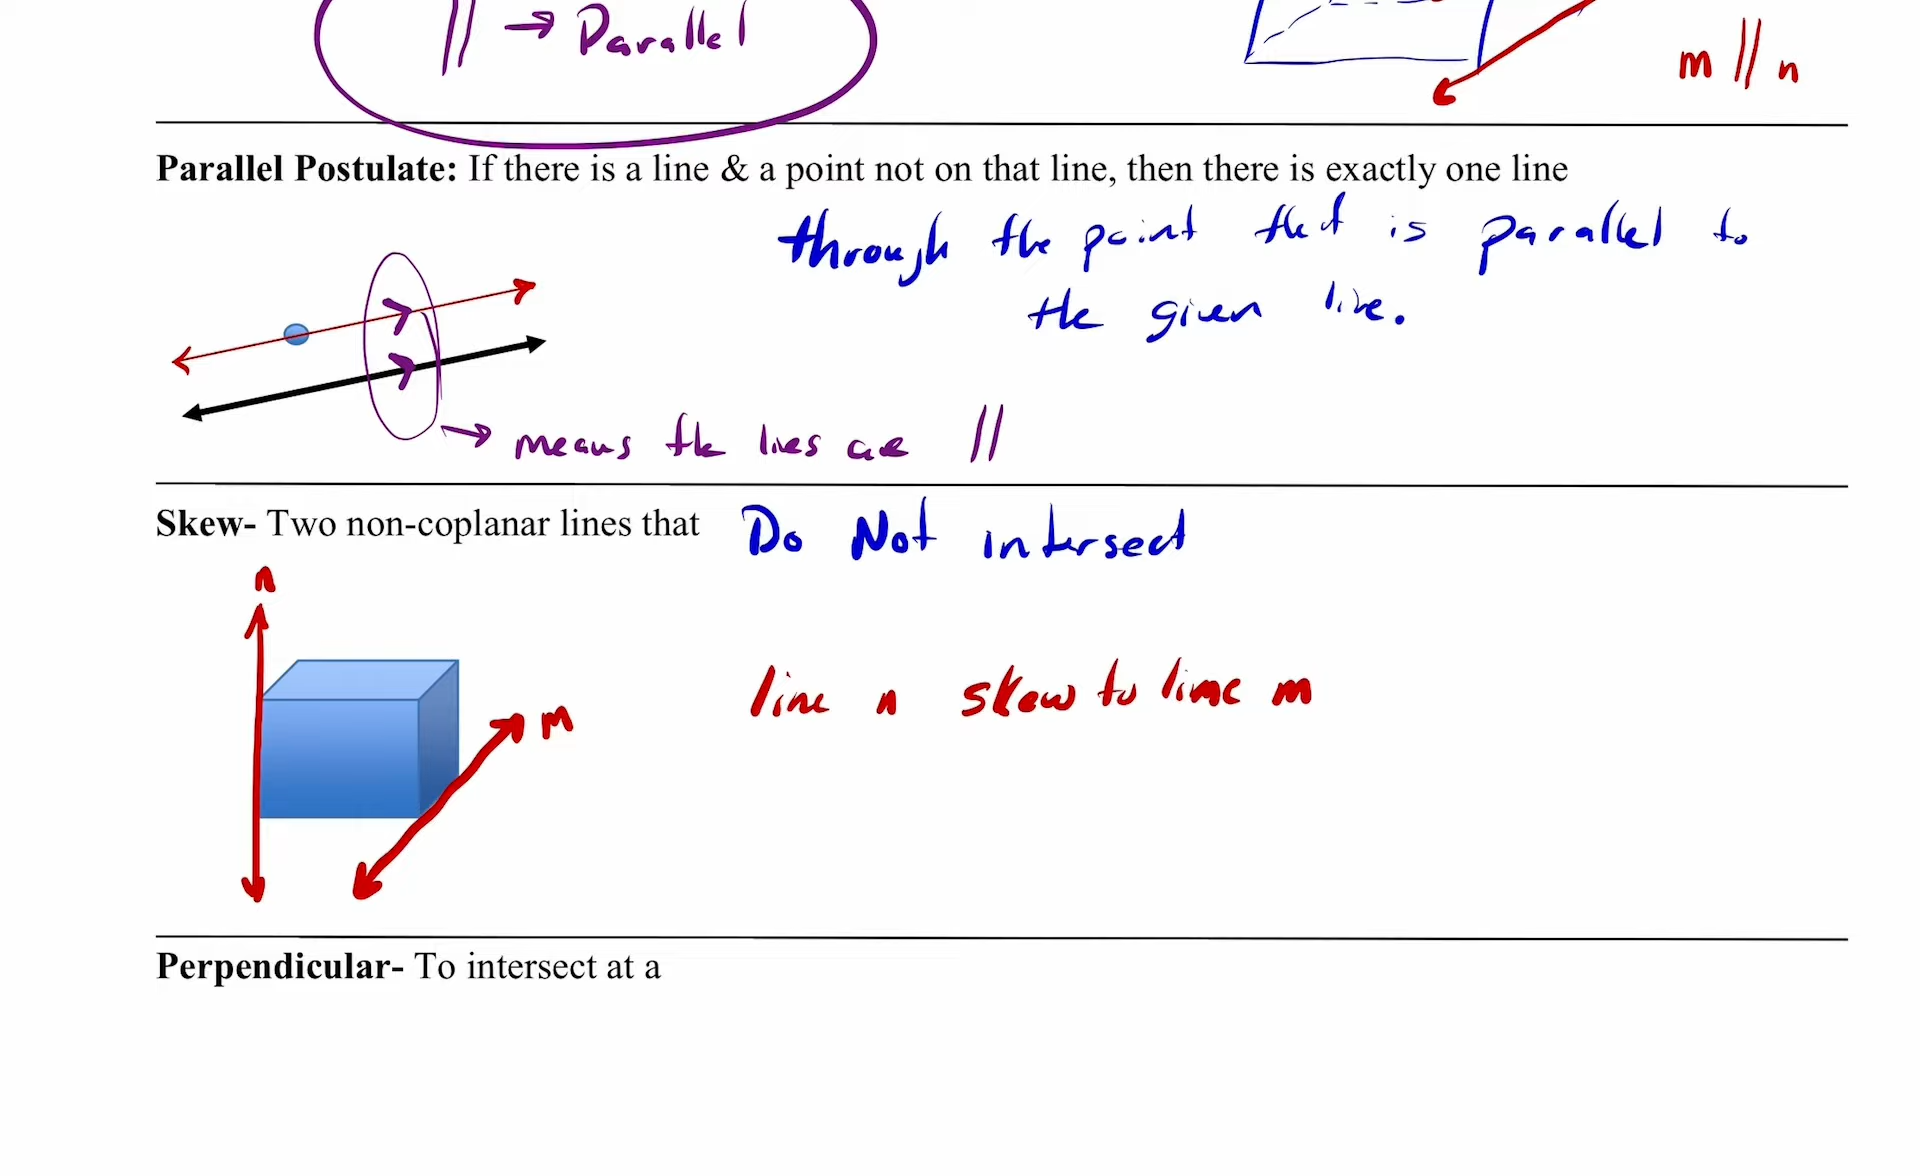 || → Parallel
m || n
Parallel Postulate: If there is a line & a point not on that line, then there is exactly one line
through the point that is parallel to
the given line.
→ means the lies are ||
Skew- Two non-coplanar lines that Do Not intersect
n
m
line n skew to lime m
Perpendicular- To intersect at a